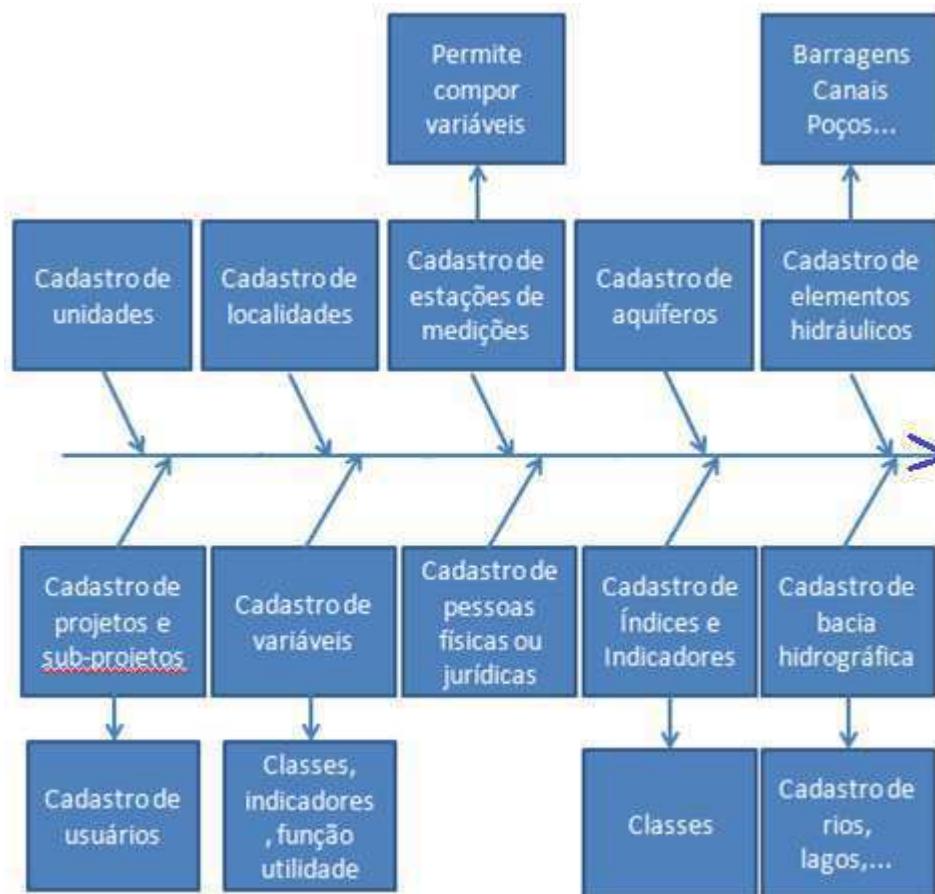 Permite
compor
variáveis
Barragens
Canais
Poços...
Cadastro de
unidades
Cadastro de
localidades
Cadastro de
estações de
medições
Cadastro de
aquíferos
Cadastro de
elementos
hidráulicos
Cadastro de
projetos e
sub-projetos
Cadastro de
variáveis
Cadastro de
pessoas
físicas ou
jurídicas
Cadastro de
Índices e
Indicadores
Cadastro de
bacia
hidrográfica
Cadastro de
usuários
Classes,
indicadores
, função
utilidade
Classes
Cadastro de
rios,
lagos,...